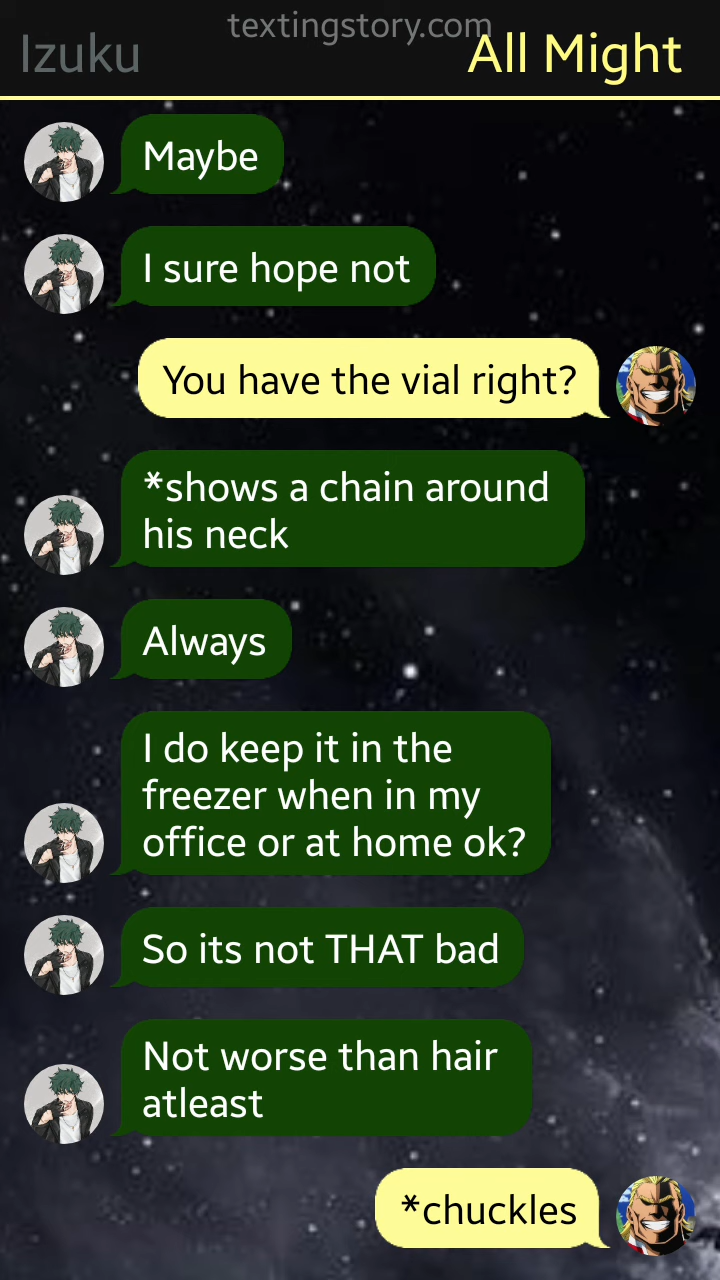 textingstory.com
Izuku
All Might
Maybe
I sure hope not
You have the vial right?
*shows a chain around
his neck
Always
I do keep it in the
freezer when in my
office or at home ok?
So its not THAT bad
Not worse than hair
atleast
*chuckles